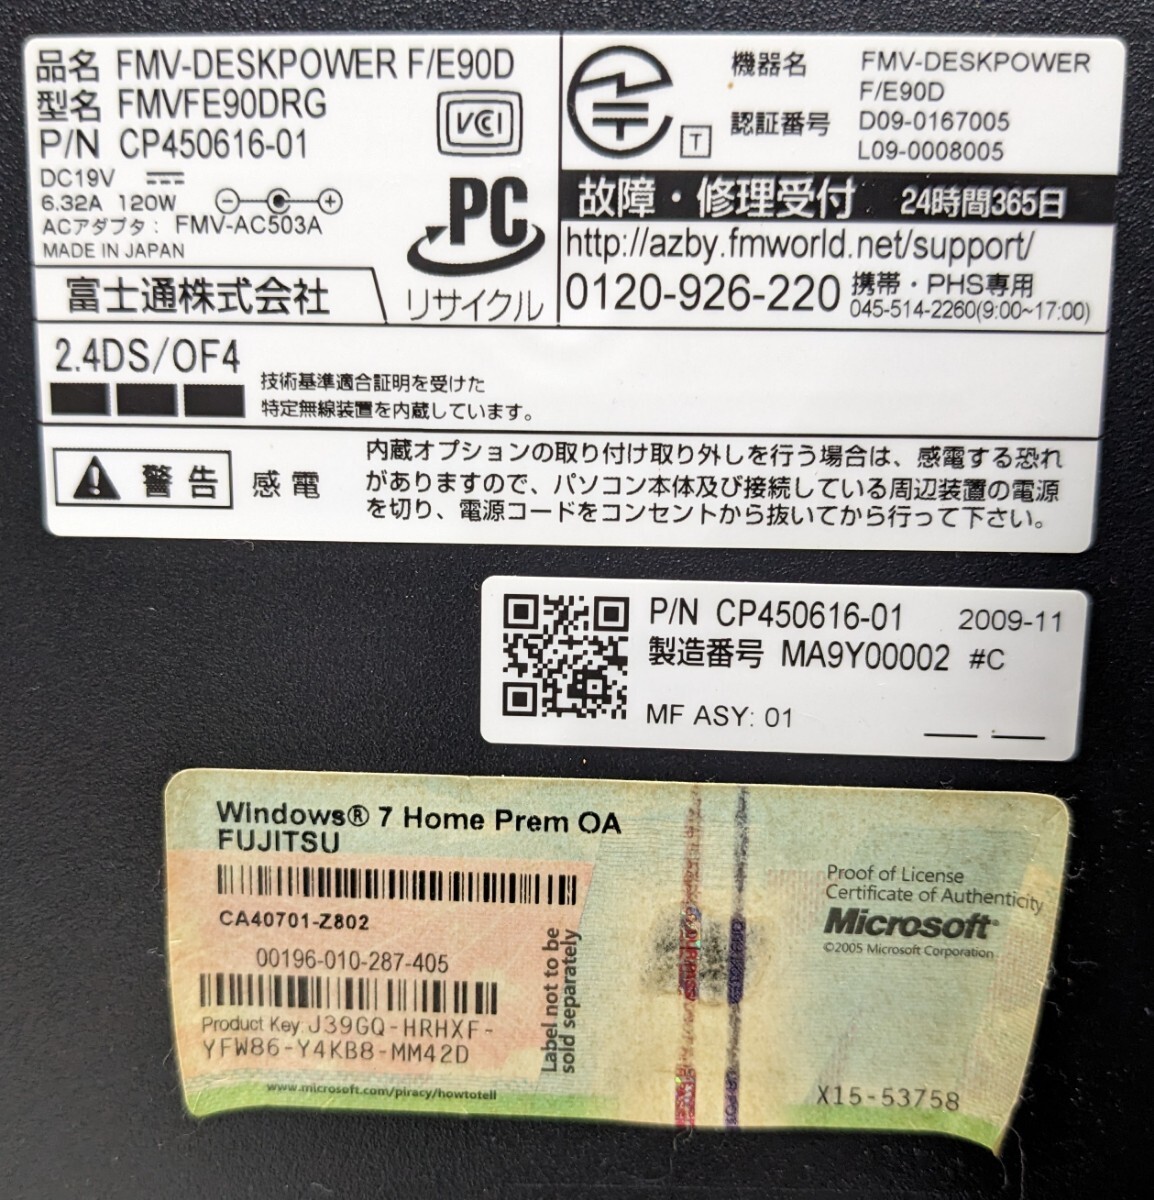 品名 FMV-DESKPOWER F/E90D
型名 FMVFE90DRG
P/N CP450616-01
VCI
DC19V
6.32A 120W
ACアダプタ: FMV-AC503A
MADE IN JAPAN
富士通株式会社
PC
リサイクル
T
機器名 FMV-DESKPOWER
F/E90D
認証番号 D09-0167005
L09-0008005
故障・修理受付 24時間365日
http://azby.fmworld.net/support/
0120-926-220 携帯・PHS専用
045-514-2260(9:00~17:00)
2.4DS/OF4
技術基準適合証明を受けた
特定無線装置を内蔵しています。
警告 感電
内蔵オプションの取り付け取り外しを行う場合は、感電する恐れ
がありますので、パソコン本体及び接続している周辺装置の電源
を切り、電源コードをコンセントから抜いてから行って下さい。
P/N CP450616-01 2009-11
製造番号 MA9Y00002 #C
MF ASY: 01
Windows® 7 Home Prem OA
FUJITSU
CA40701-Z802
00196-010-287-405
Product Key: J39GQ-HRHXF-
YFW86-Y4KB8-MM42D
www.microsoft.com/piracy/howtotell
Label not to be
sold separately
Proof of License
Certificate of Authenticity
Microsoft®
©2005 Microsoft Corporation
X15-53758